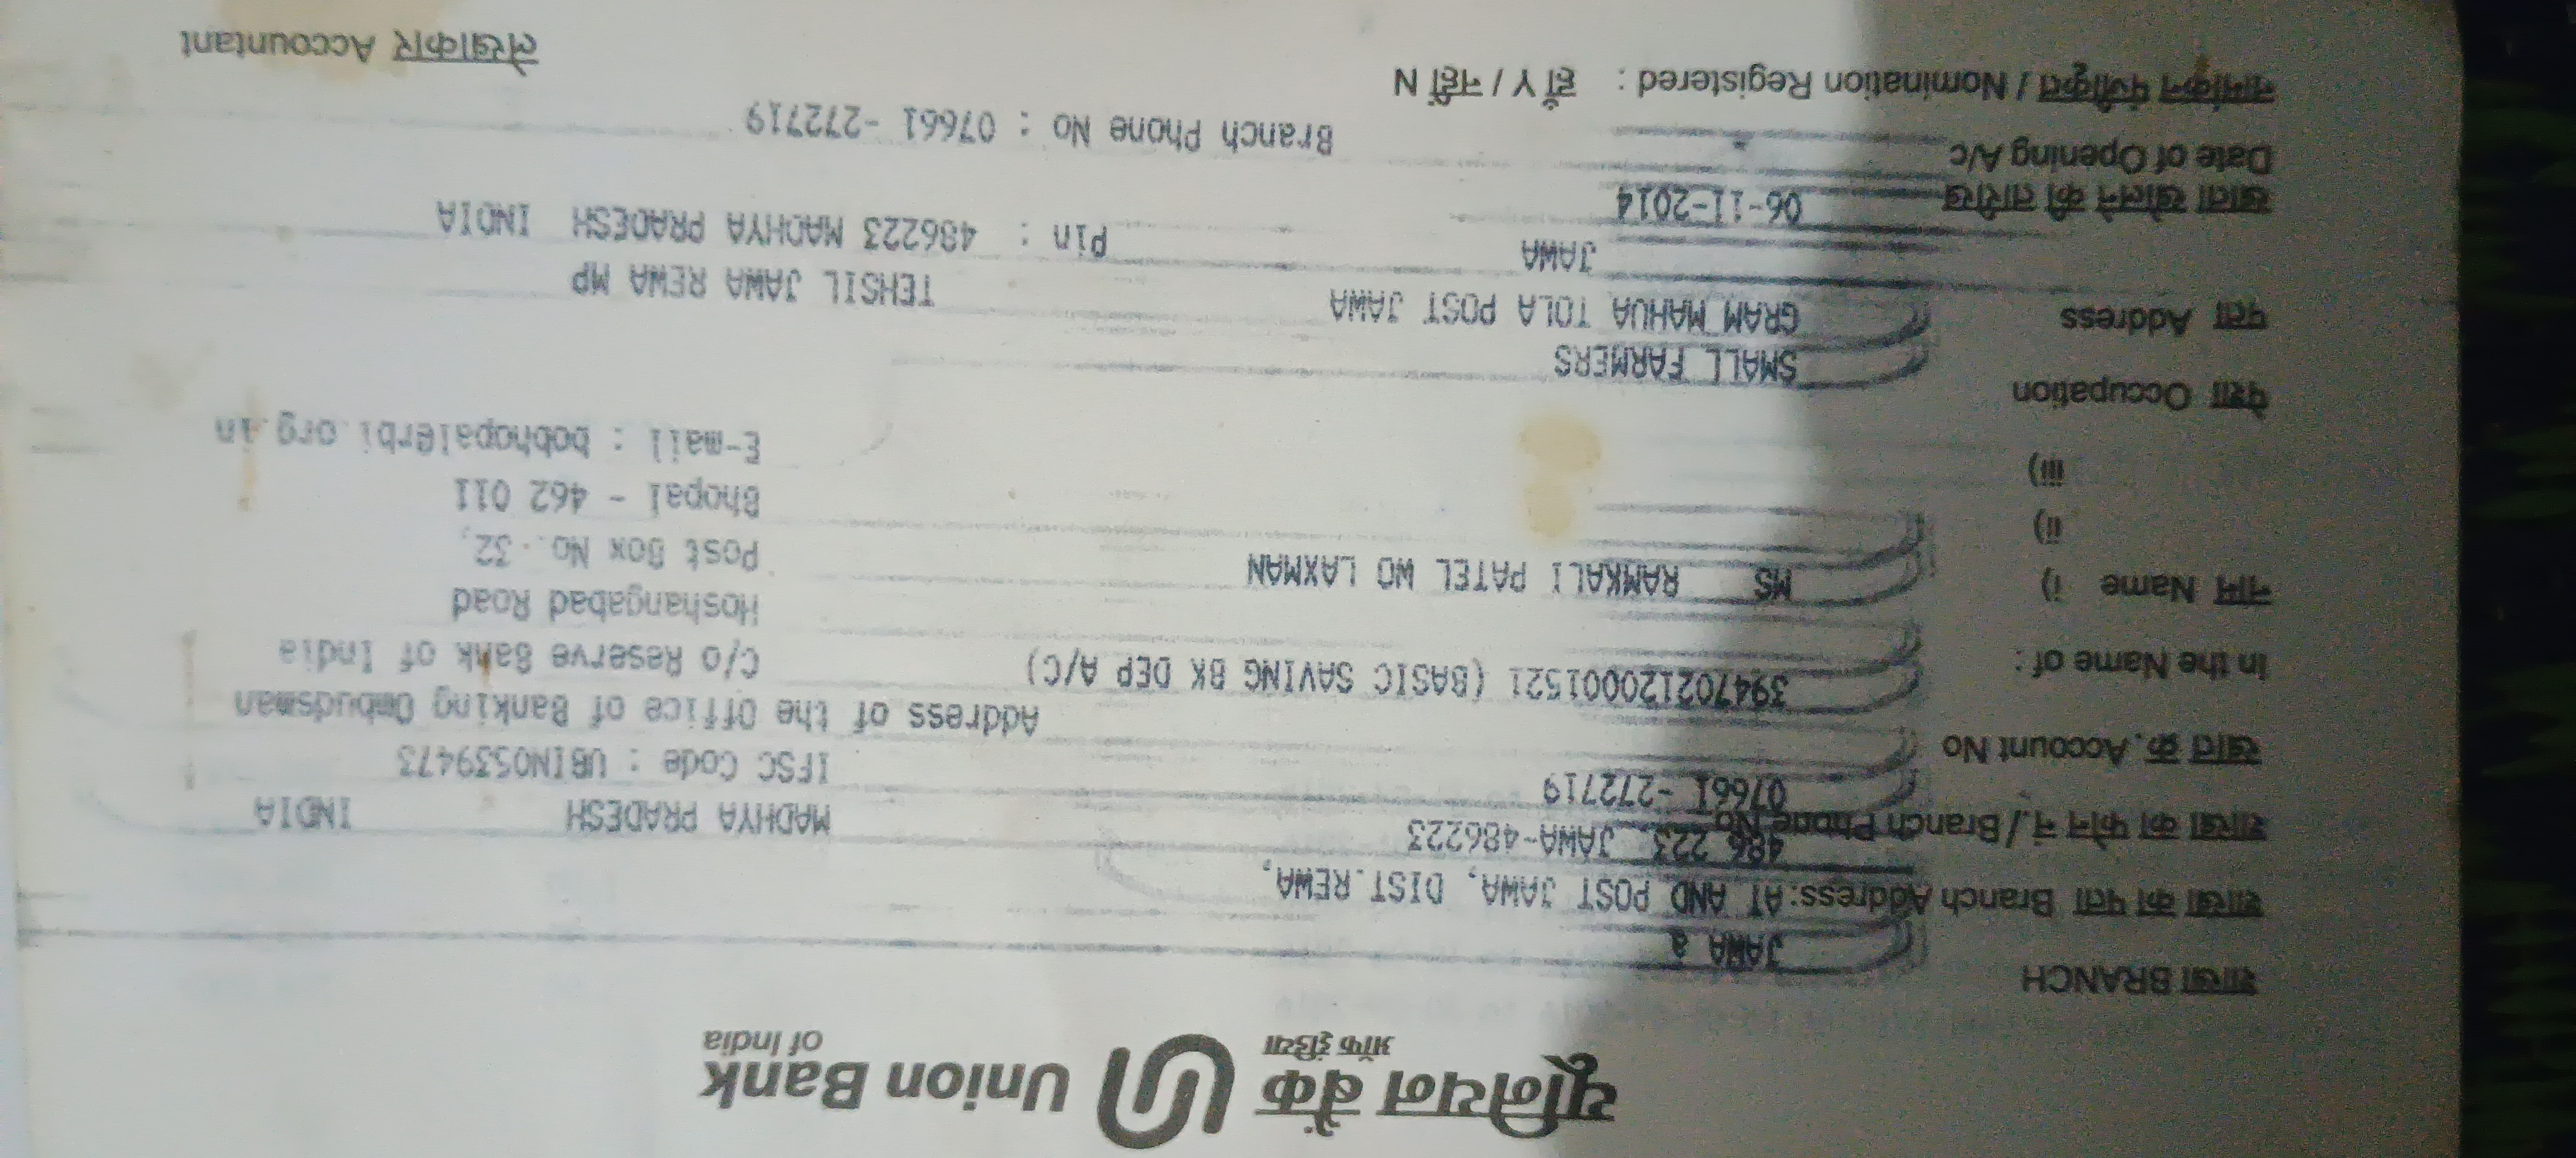 यूनियन बैंक Union Bank
ऑफ इंडिया of India
शाखा BRANCH JAWA a
शाखा का पता Branch Address: AT AND POST JAWA, DIST.REWA,
486 223, JAWA-486223 MADHYA PRADESH INDIA
शाखा का फोन नं./ Branch Phone No 07661 -272719 IFSC Code : UBIN0539473
खाता क्र. Account No 394702120001521 (BASIC SAVING BK DEP A/C)
Address of the Office of Banking Ombudsman
In the Name of : C/o Reserve Bank of India
नाम Name i) MS RAMKALI PATEL WO LAXMAN Hoshangabad Road
ii) Post Box No. 32,
iii) Bhopal - 462 011
E-mail : bobhopal@rbi.org.in
पेशा Occupation SMALL FARMERS
पता Address GRAM MAHUA TOLA POST JAWA TEHSIL JAWA REWA MP
JAWA Pin : 486223 MADHYA PRADESH INDIA
खाता खोलने की तारीख 06-11-2014
Date of Opening A/c
Branch Phone No : 07661 -272719
नामांकन पंजीकृत / Nomination Registered : हाँ Y / नहीं N
लेखाकार Accountant